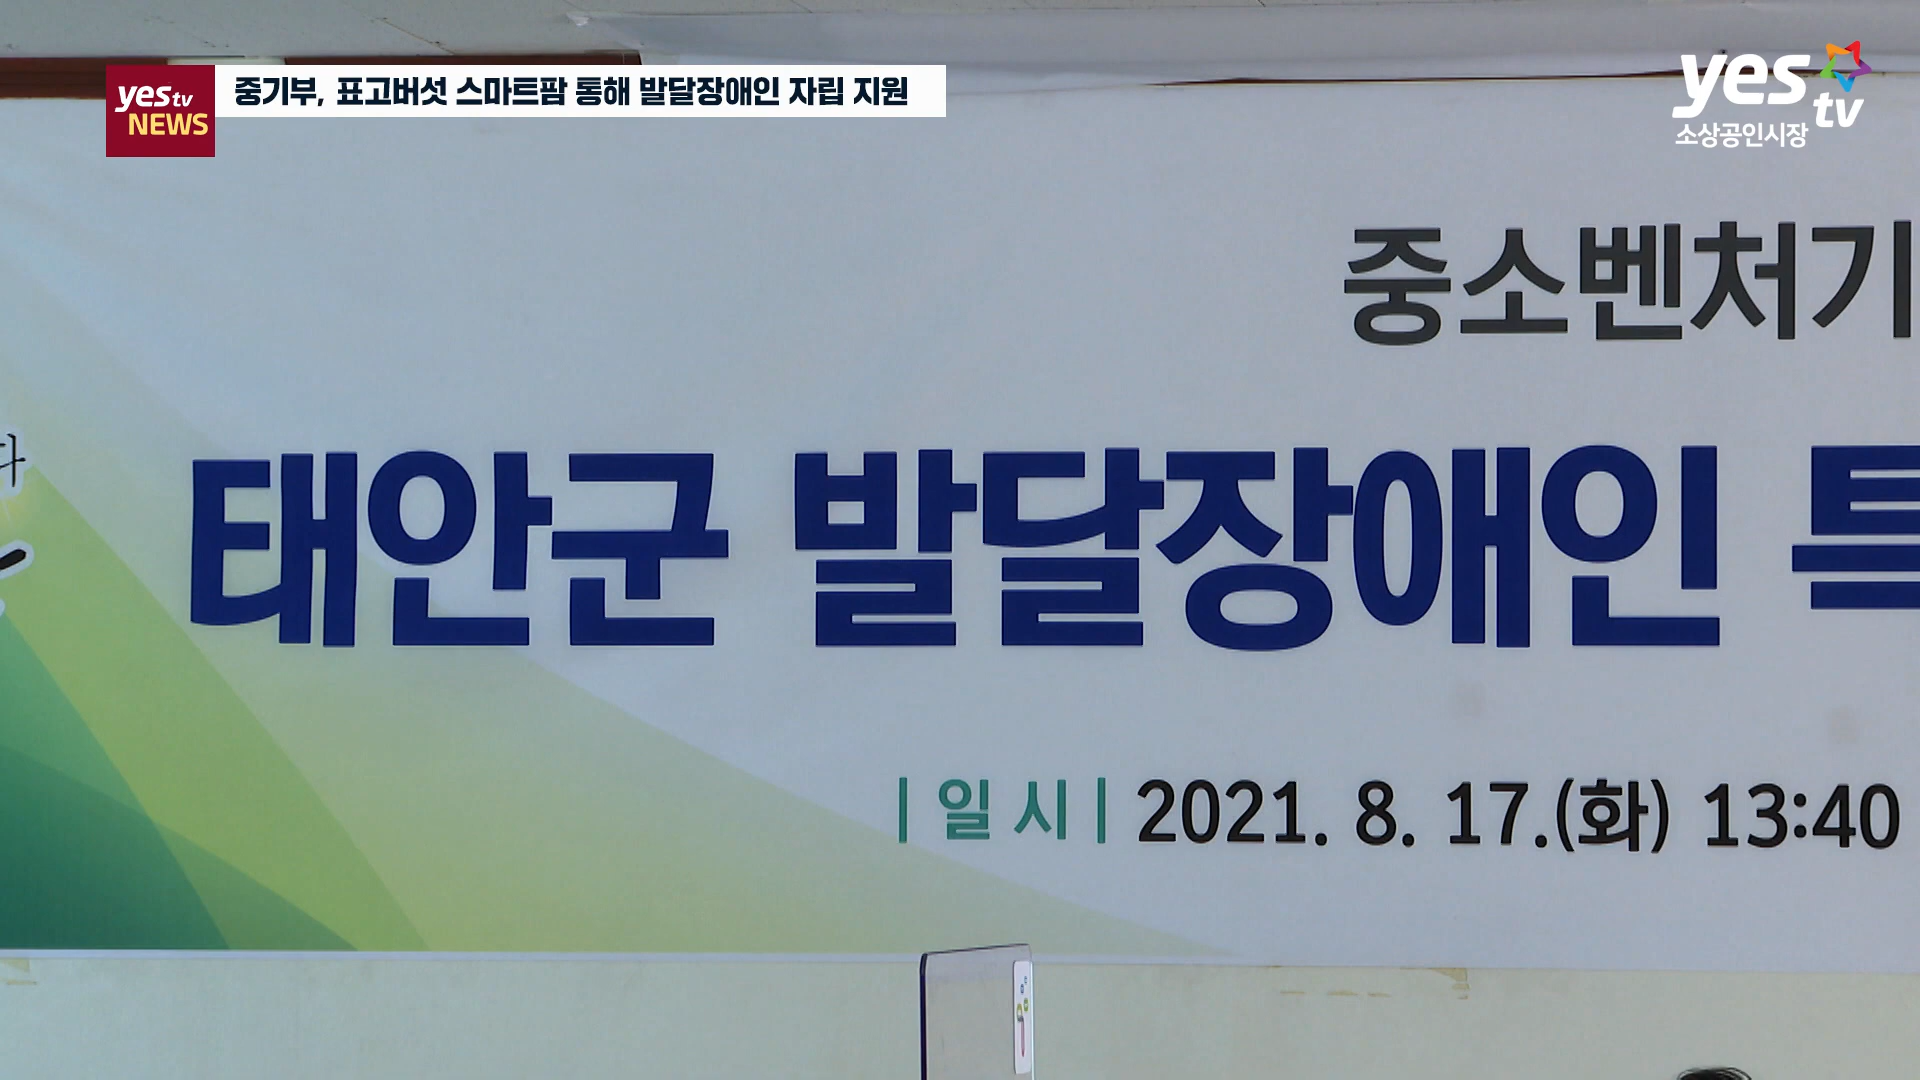 yes tv NEWS
중기부, 표고버섯 스마트팜 통해 발달장애인 자립 지원
yes tv
소상공인시장
중소벤처기
다
태안군 발달장애인 특
| 일 시 | 2021. 8. 17.(화) 13:40